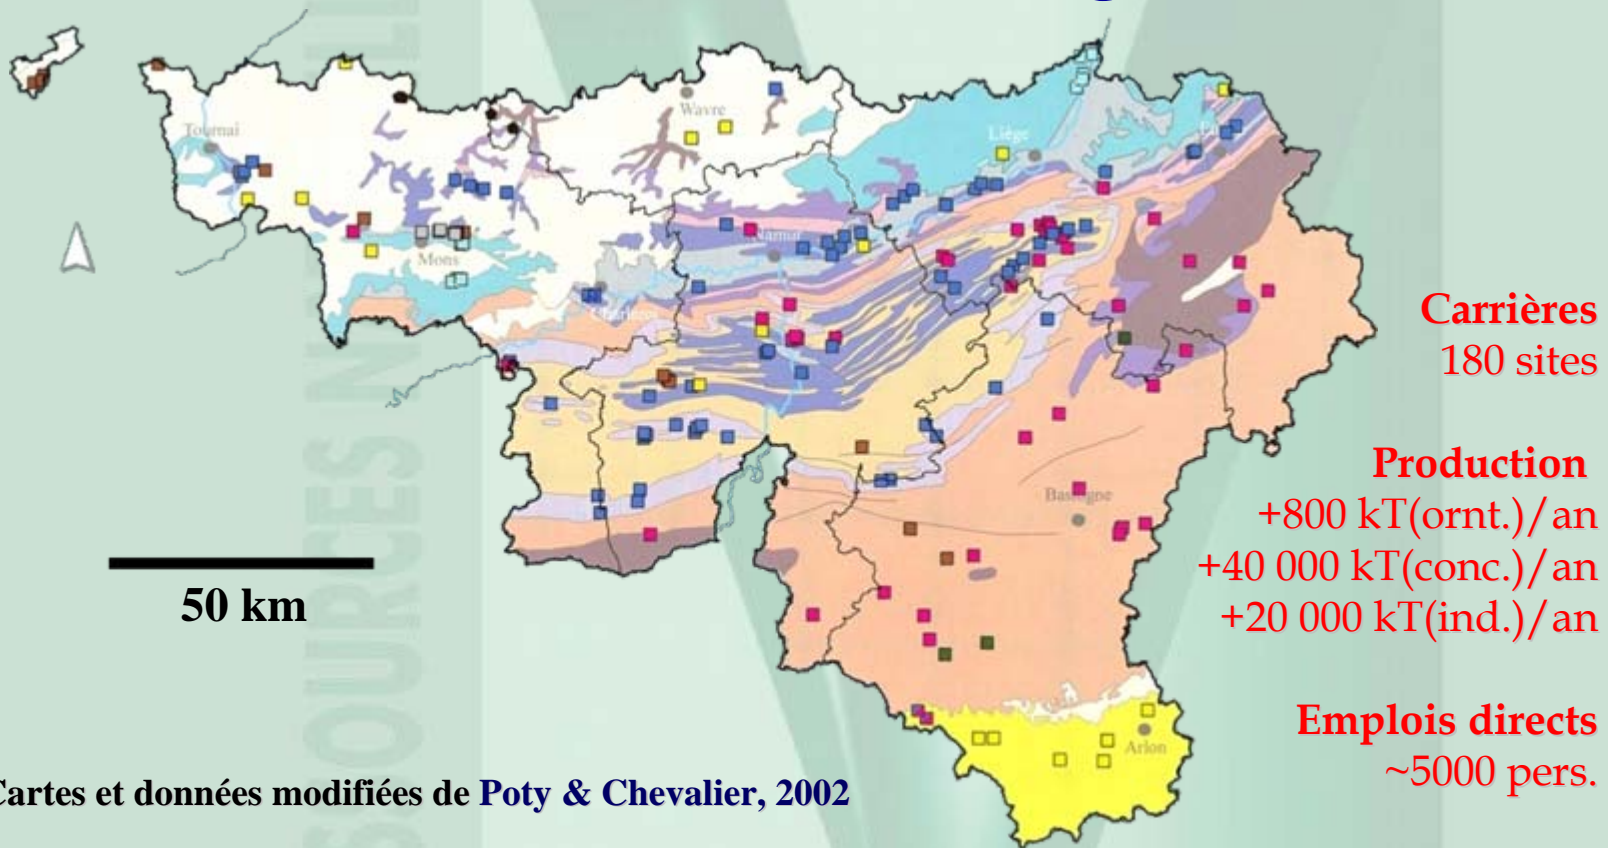 Tournai
Wavre
Liège
Mons
Namur
Charleroi
Bastogne
Arlon
50 km
Cartes et données modifiées de Poty & Chevalier, 2002
Carrières
180 sites
Production
+800 kT(ornt.)/an
+40 000 kT(conc.)/an
+20 000 kT(ind.)/an
Emplois directs
~5000 pers.
SSOURCES N